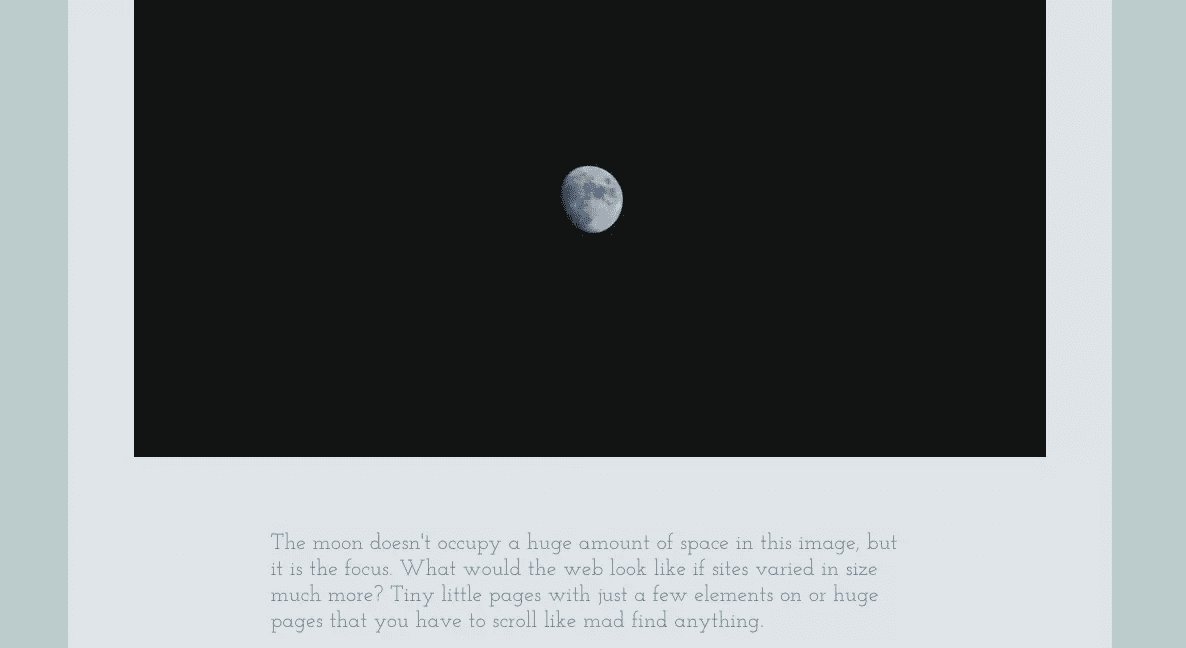 The moon doesn't occupy a huge amount of space in this image, but
it is the focus. What would the web look like if sites varied in size
much more? Tiny little pages with just a few elements on or huge
pages that you have to scroll like mad find anything.